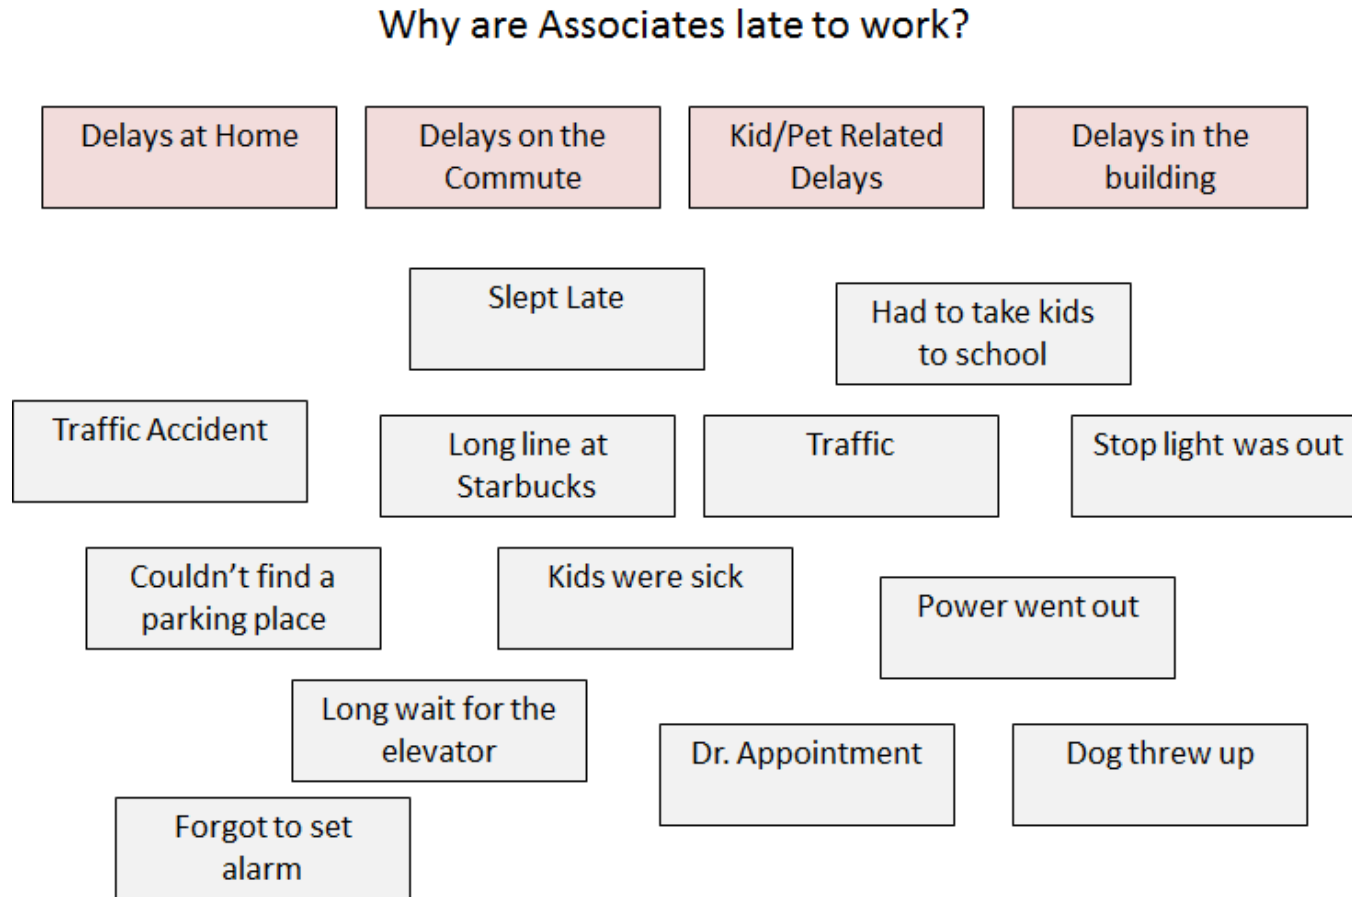 Why are Associates late to work?
Delays at Home
Delays on the
Commute
Kid/Pet Related
Delays
Delays in the
building
Slept Late
Had to take kids
to school
Traffic Accident
Long line at
Starbucks
Traffic
Stop light was out
Couldn’t find a
parking place
Kids were sick
Power went out
Long wait for the
elevator
Dr. Appointment
Dog threw up
Forgot to set
alarm